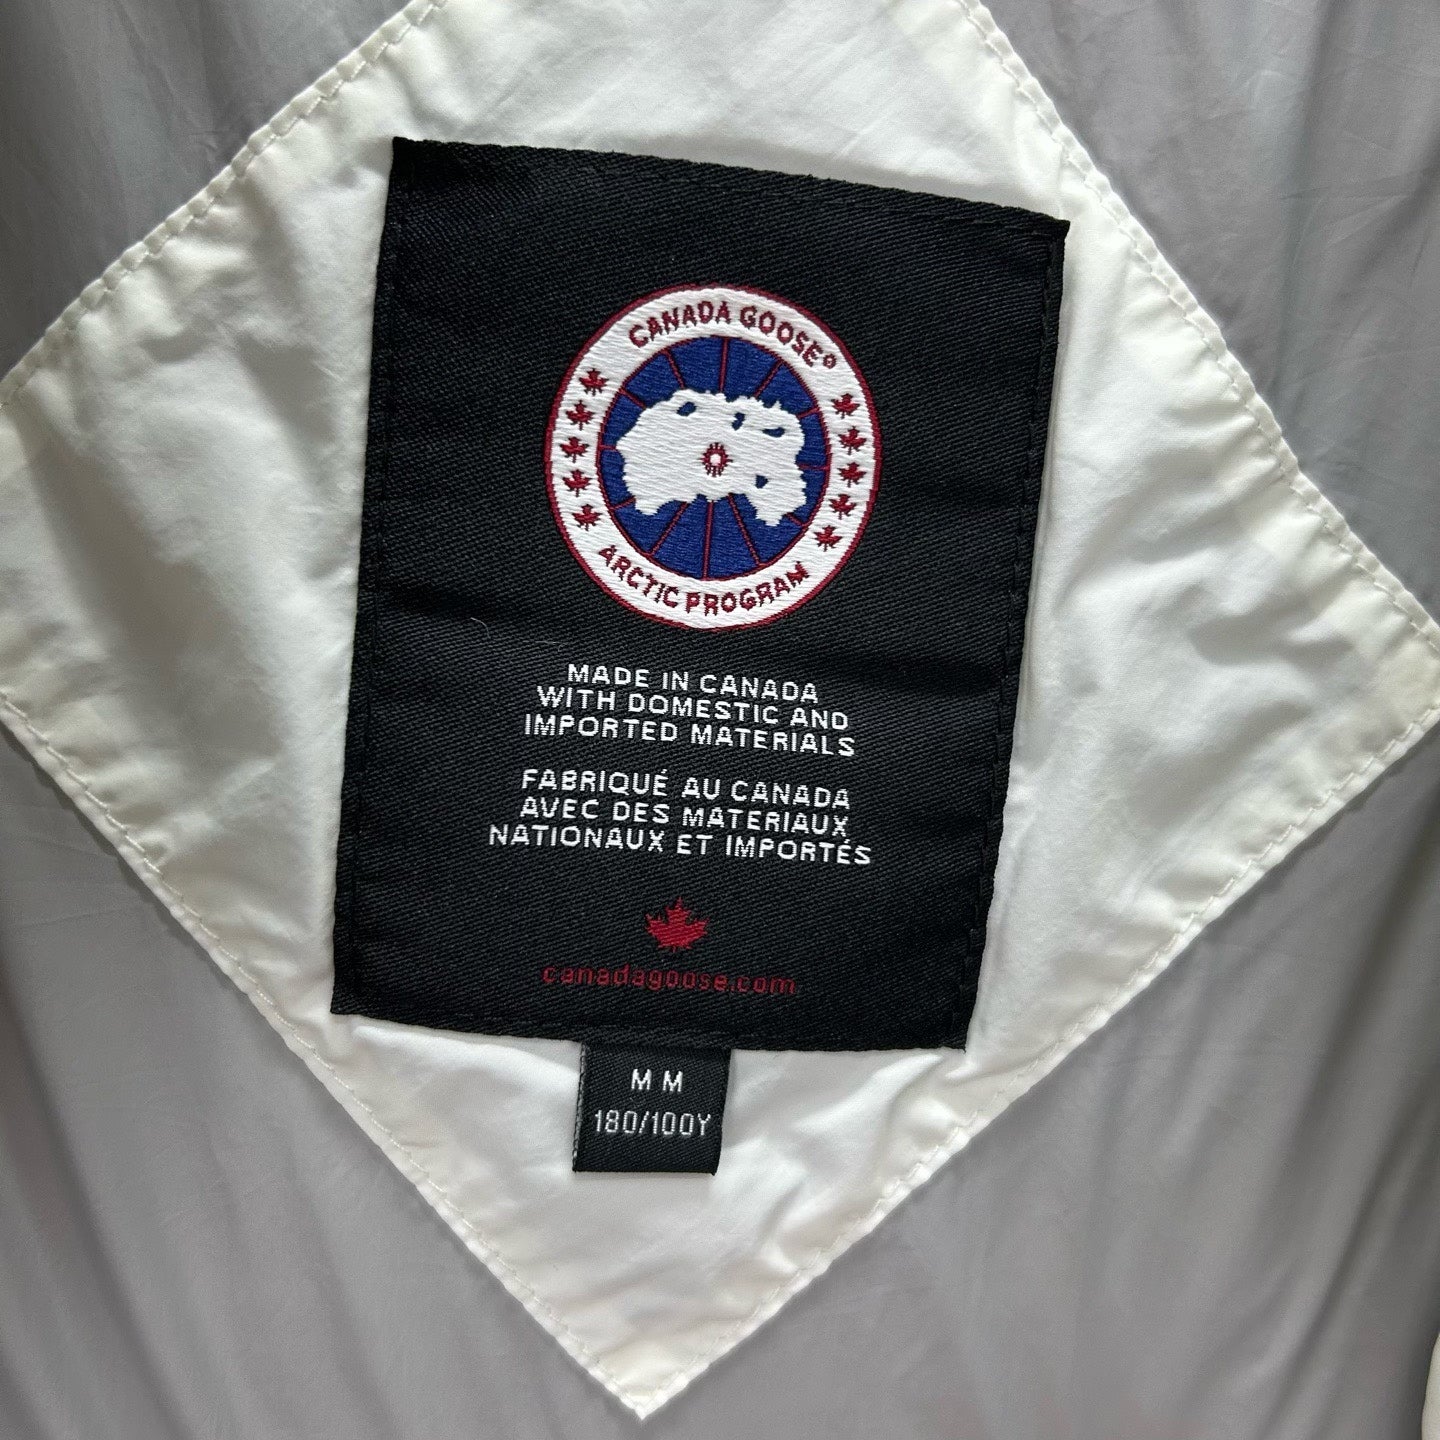 CANADA GOOSE®
ARCTIC PROGRAM
MADE IN CANADA
WITH DOMESTIC AND
IMPORTED MATERIALS
FABRIQUÉ AU CANADA
AVEC DES MATERIAUX
NATIONAUX ET IMPORTÉS
canadagoose.com
M M
180/100Y